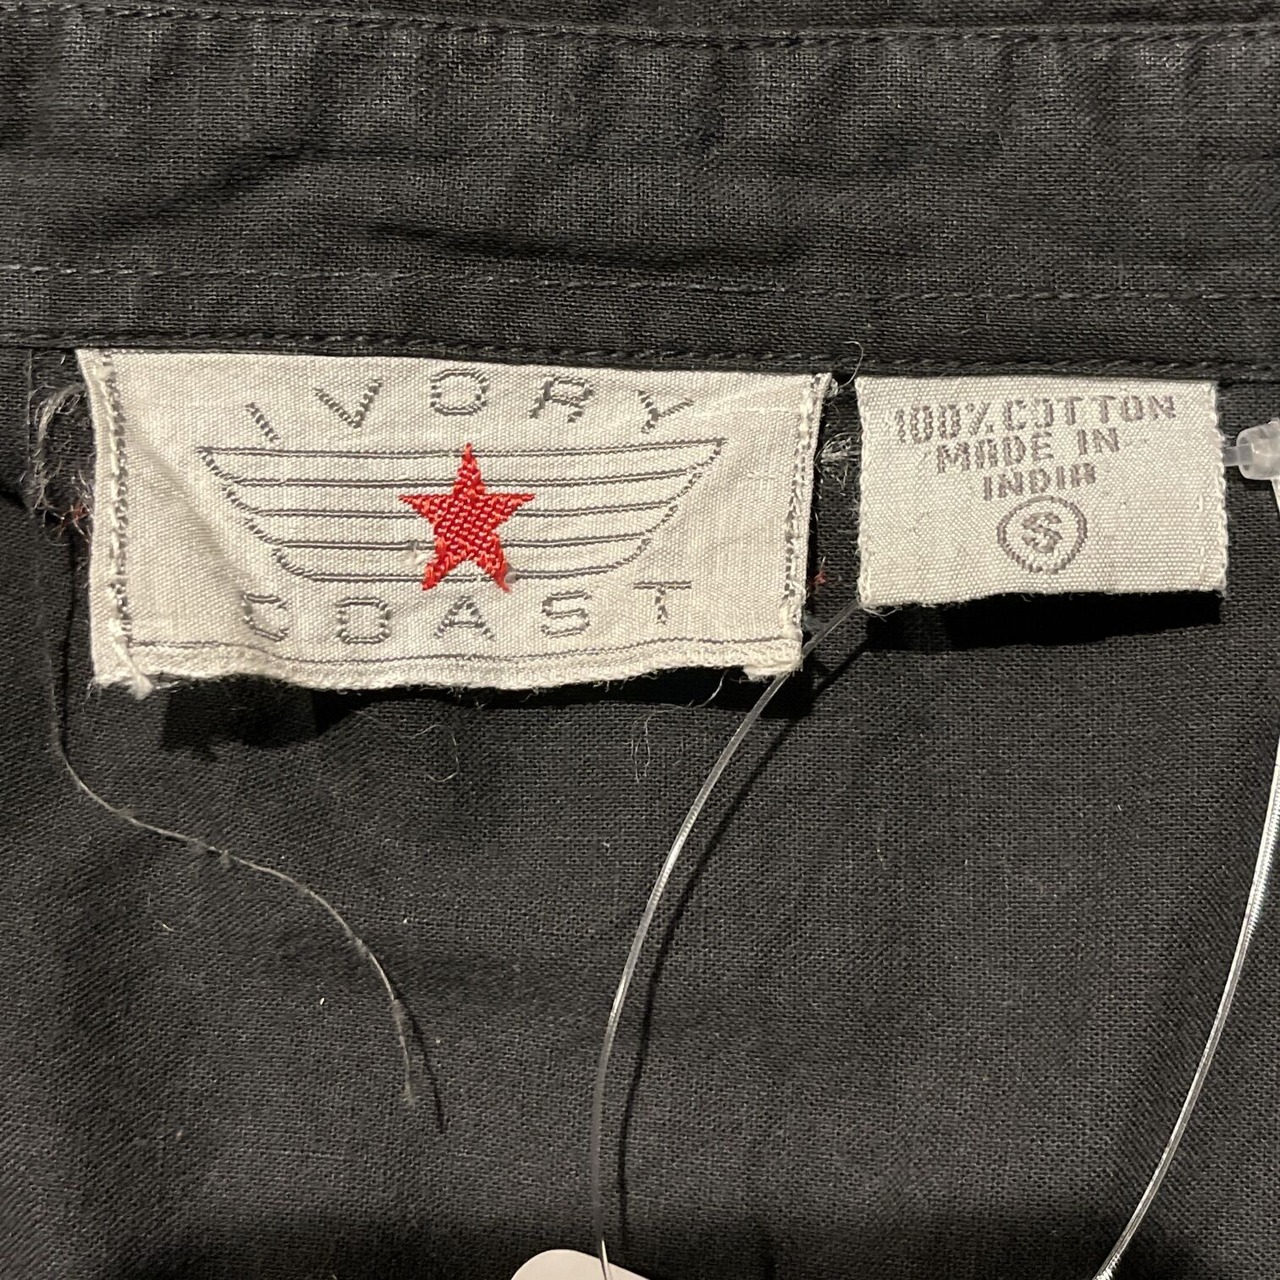 IVORY
COAST
100% COTTON
MADE IN
INDIA
S